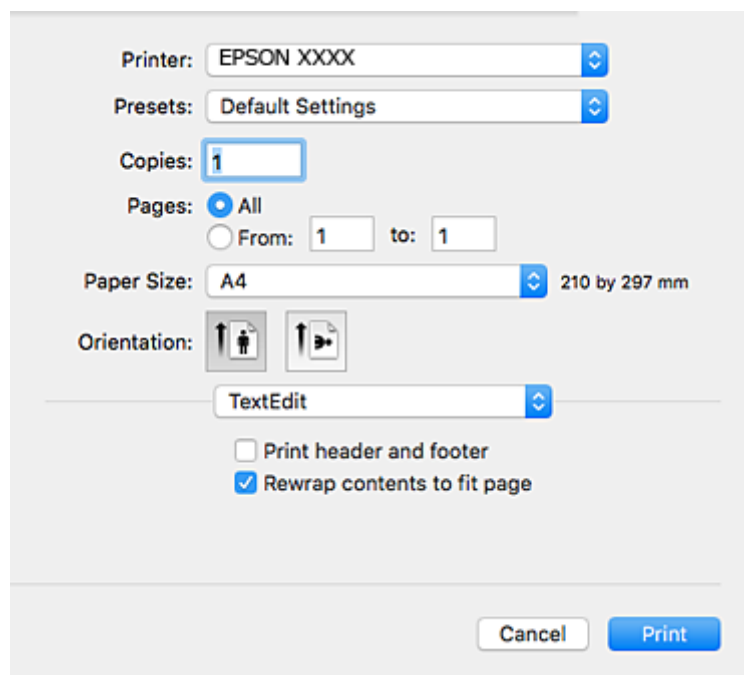 Printer: EPSON XXXX
Presets: Default Settings
Copies: 1
Pages: All
From: 1 to: 1
Paper Size: A4 210 by 297 mm
Orientation:
TextEdit
Print header and footer
Rewrap contents to fit page
Cancel Print